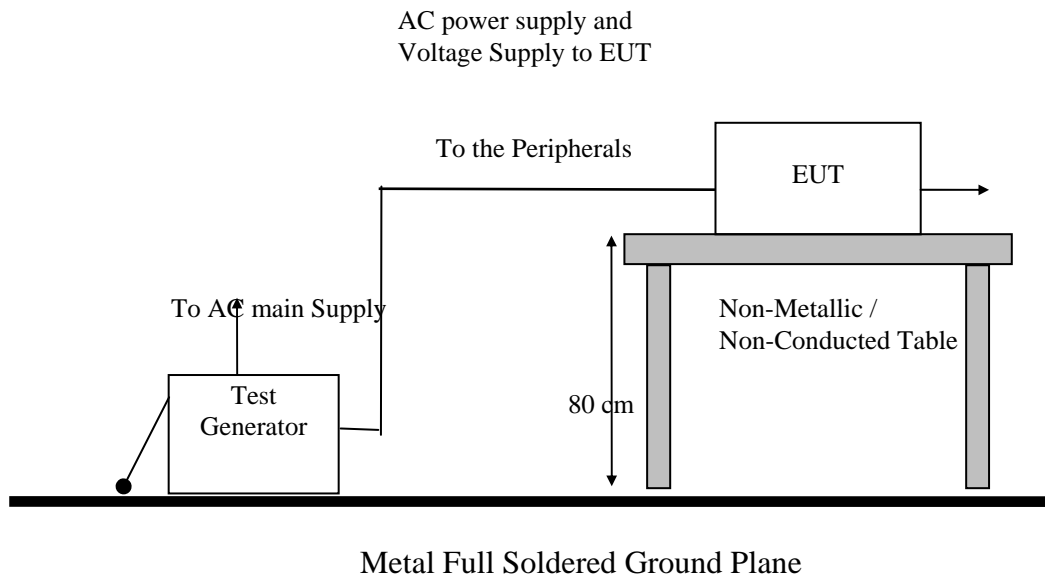 AC power supply and
Voltage Supply to EUT
To the Peripherals
EUT
To AC main Supply
Non-Metallic /
Non-Conducted Table
Test
Generator
80 cm
Metal Full Soldered Ground Plane